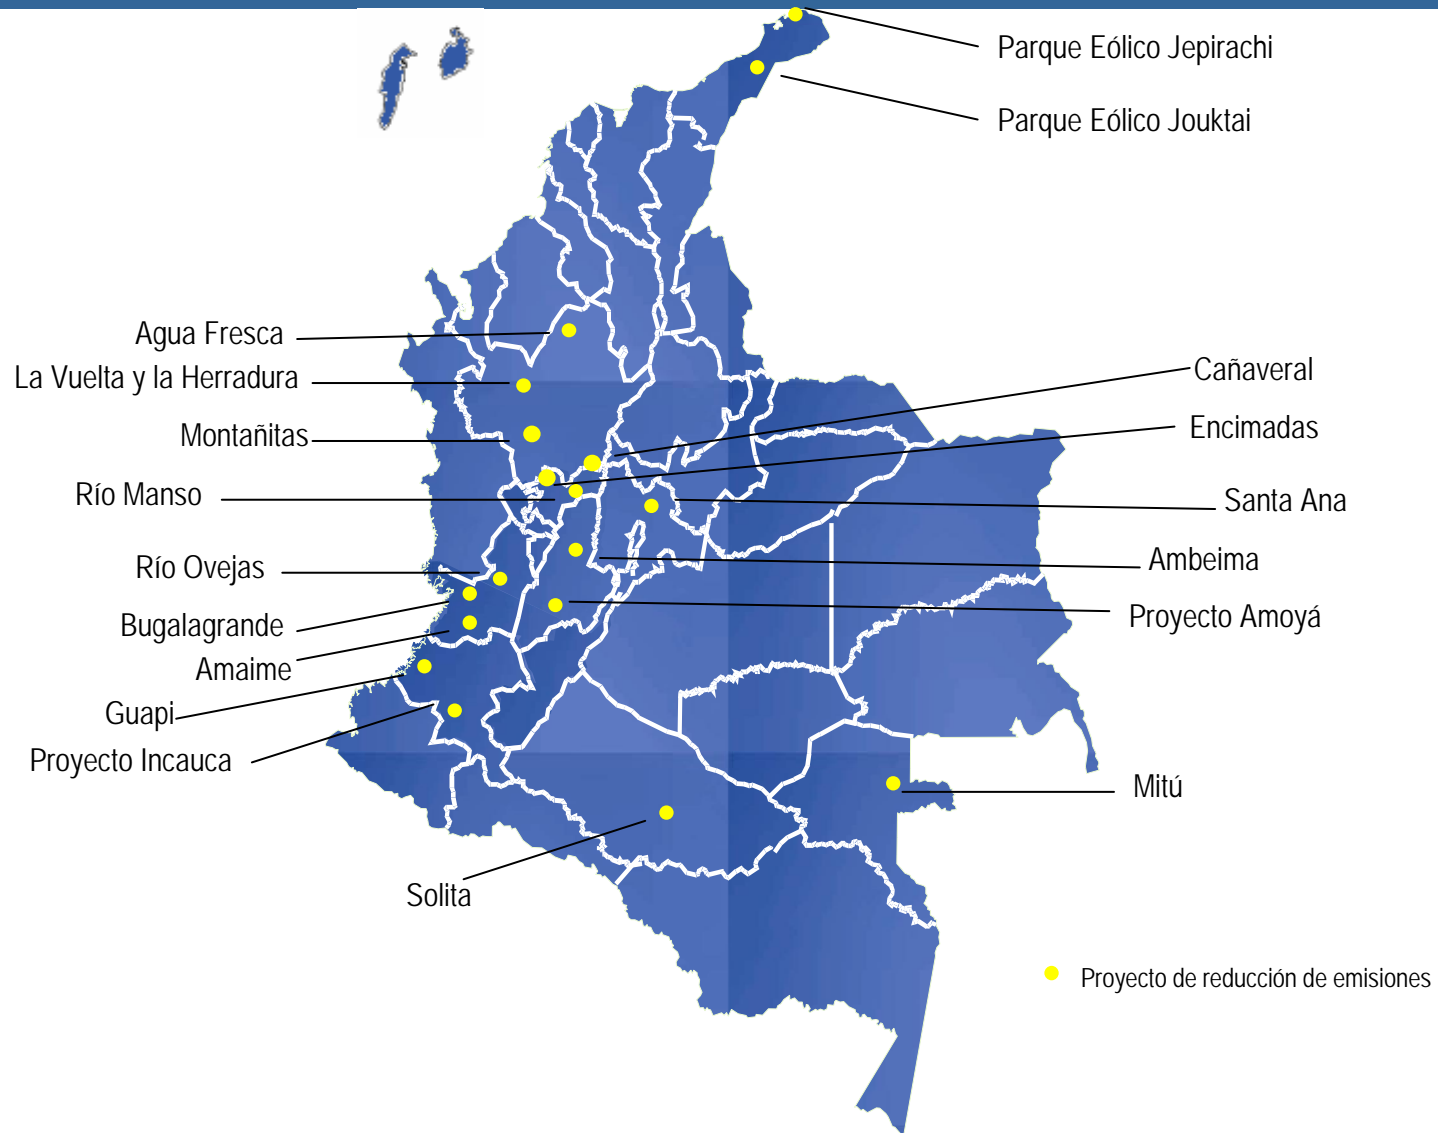 Parque Eólico Jepirachi
Parque Eólico Jouktai
Agua Fresca
La Vuelta y la Herradura
Cañaveral
Montañitas
Encimadas
Río Manso
Santa Ana
Río Ovejas
Ambeima
Bugalagrande
Proyecto Amoyá
Amaime
Guapi
Proyecto Incauca
Mitú
Solita
Proyecto de reducción de emisiones